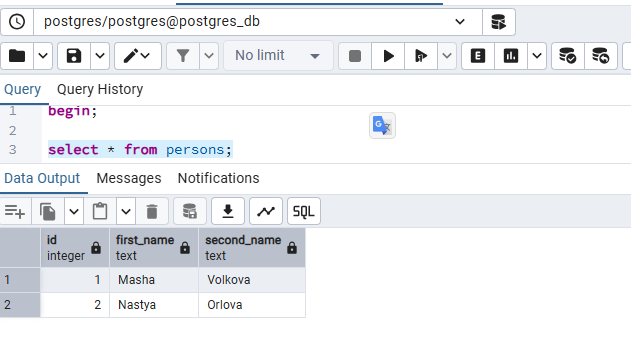 postgres/postgres@postgres_db
No limit
E
Query Query History
1 begin;
2
3 select * from persons;
Data Output Messages Notifications
SQL
id first_name second_name
integer text text
1 1 Masha Volkova
2 2 Nastya Orlova